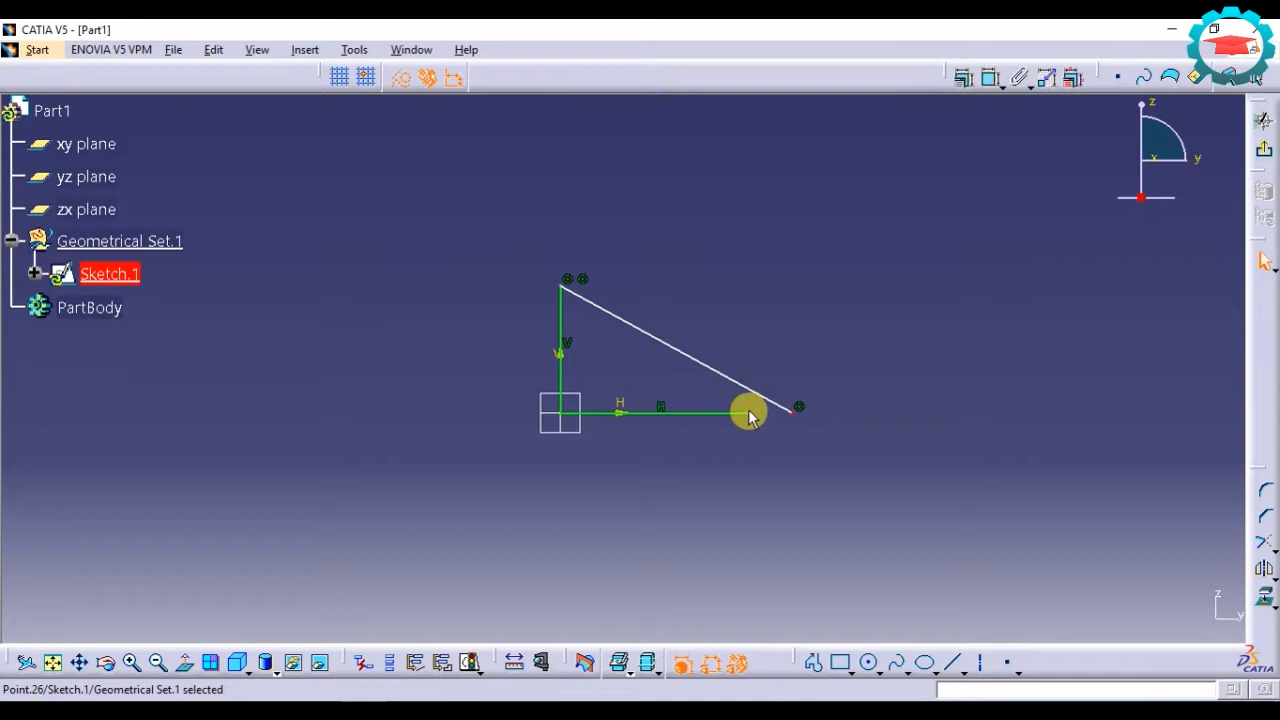 CATIA V5 - [Part1]
Start ENOVIA V5 VPM File Edit View Insert Tools Window Help
Part1
xy plane
yz plane
zx plane
Geometrical Set.1
Sketch.1
PartBody
z
x
y
V
V
H
H
z
y
CATIA
Point.26/Sketch.1/Geometrical Set.1 selected